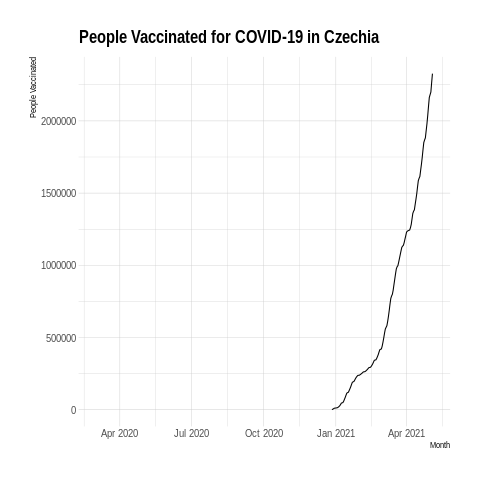 People Vaccinated for COVID-19 in Czechia
People Vaccinated
2000000
1500000
1000000
500000
0
Apr 2020 Jul 2020 Oct 2020 Jan 2021 Apr 2021
Month